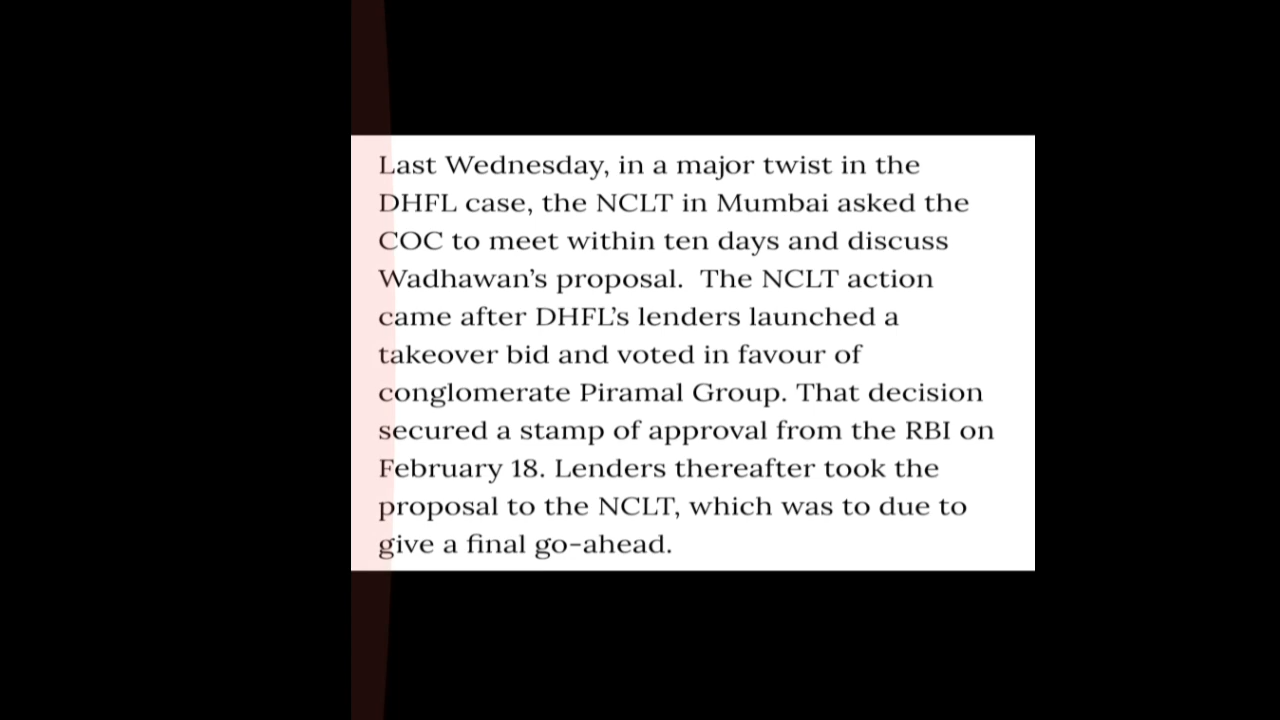 Last Wednesday, in a major twist in the
DHFL case, the NCLT in Mumbai asked the
COC to meet within ten days and discuss
Wadhawan’s proposal.  The NCLT action
came after DHFL’s lenders launched a
takeover bid and voted in favour of
conglomerate Piramal Group. That decision
secured a stamp of approval from the RBI on
February 18. Lenders thereafter took the
proposal to the NCLT, which was to due to
give a final go-ahead.